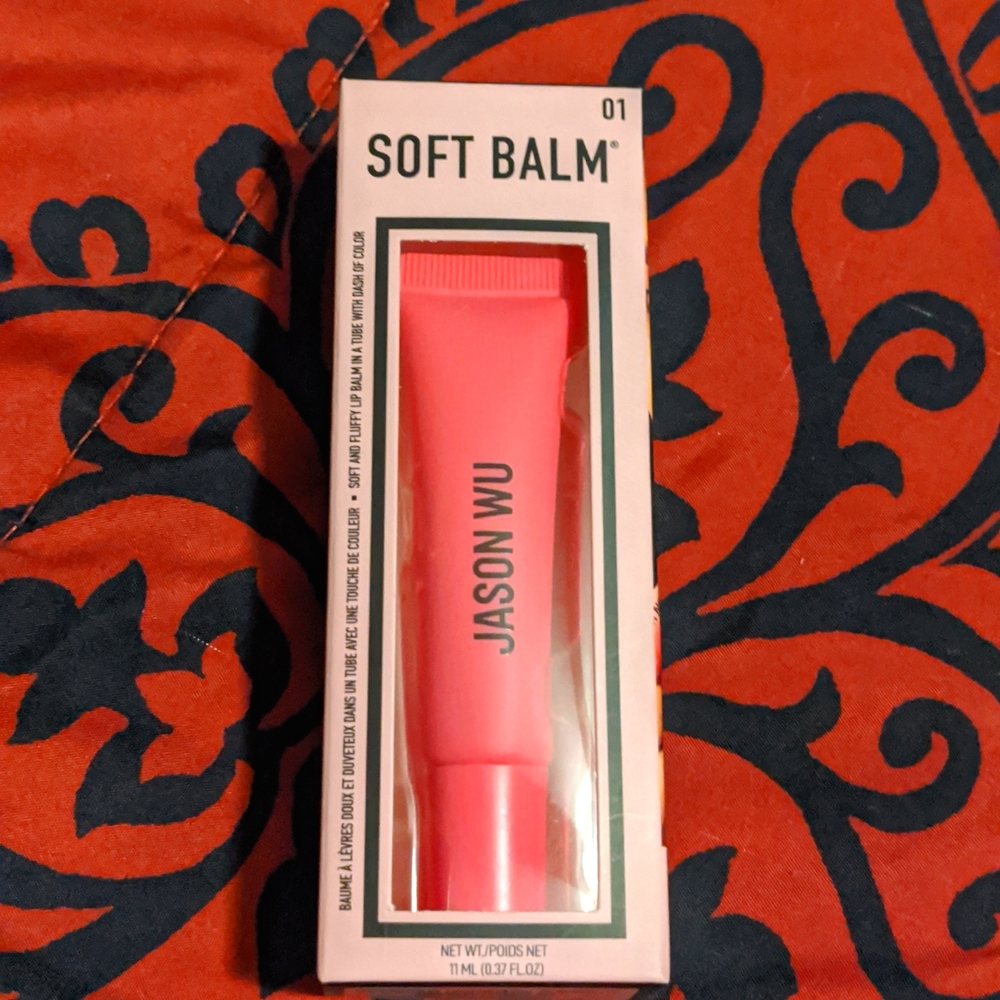 01
SOFT BALM®
BAUME À LÈVRES DOUX ET DUVETEUX DANS UN TUBE AVEC UNE TOUCHE DE COULEUR ▪ SOFT AND FLUFFY LIP BALM IN A TUBE WITH DASH OF COLOR
JASON WU
NET WT./POIDS NET
11 ML (0.37 FL.OZ)